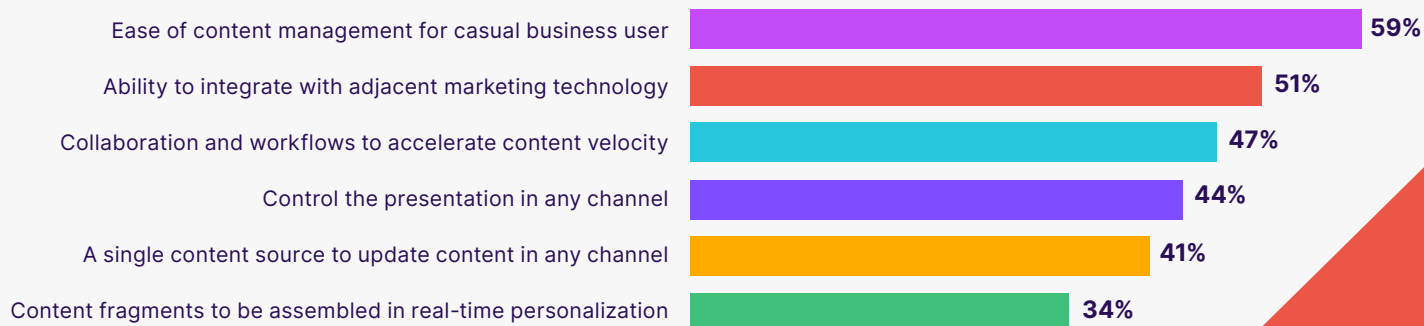 Ease of content management for casual business user 59%
Ability to integrate with adjacent marketing technology 51%
Collaboration and workflows to accelerate content velocity 47%
Control the presentation in any channel 44%
A single content source to update content in any channel 41%
Content fragments to be assembled in real-time personalization 34%